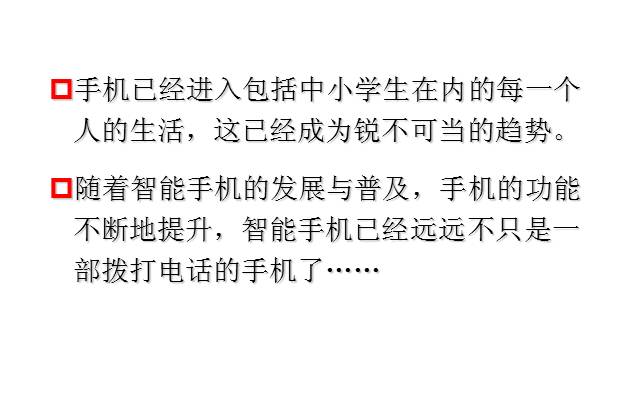 手机已经进入包括中小学生在内的每一个
人的生活，这已经成为锐不可当的趋势。
随着智能手机的发展与普及，手机的功能
不断地提升，智能手机已经远远不只是一
部拨打电话的手机了……